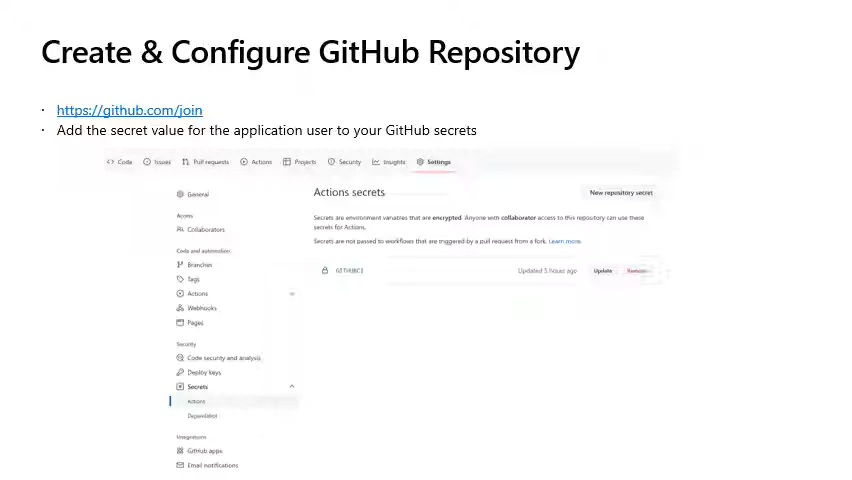 Create & Configure GitHub Repository
· https://github.com/join
· Add the secret value for the application user to your GitHub secrets
Code Issues Pull requests Actions Projects Security Insights Settings
General
Actions secrets
New repository secret
Access
Collaborators
Secrets are environment variables that are encrypted. Anyone with collaborator access to this repository can use these
secrets for Actions.
Secrets are not passed to workflows that are triggered by a pull request from a fork. Learn more.
Code and automation
Branches
Tags
Actions
Webhooks
Pages
Updated 5 hours ago
Update
Remove
Security
Code security and analysis
Deploy keys
Secrets
Actions
Dependabot
Integrations
GitHub apps
Email notifications